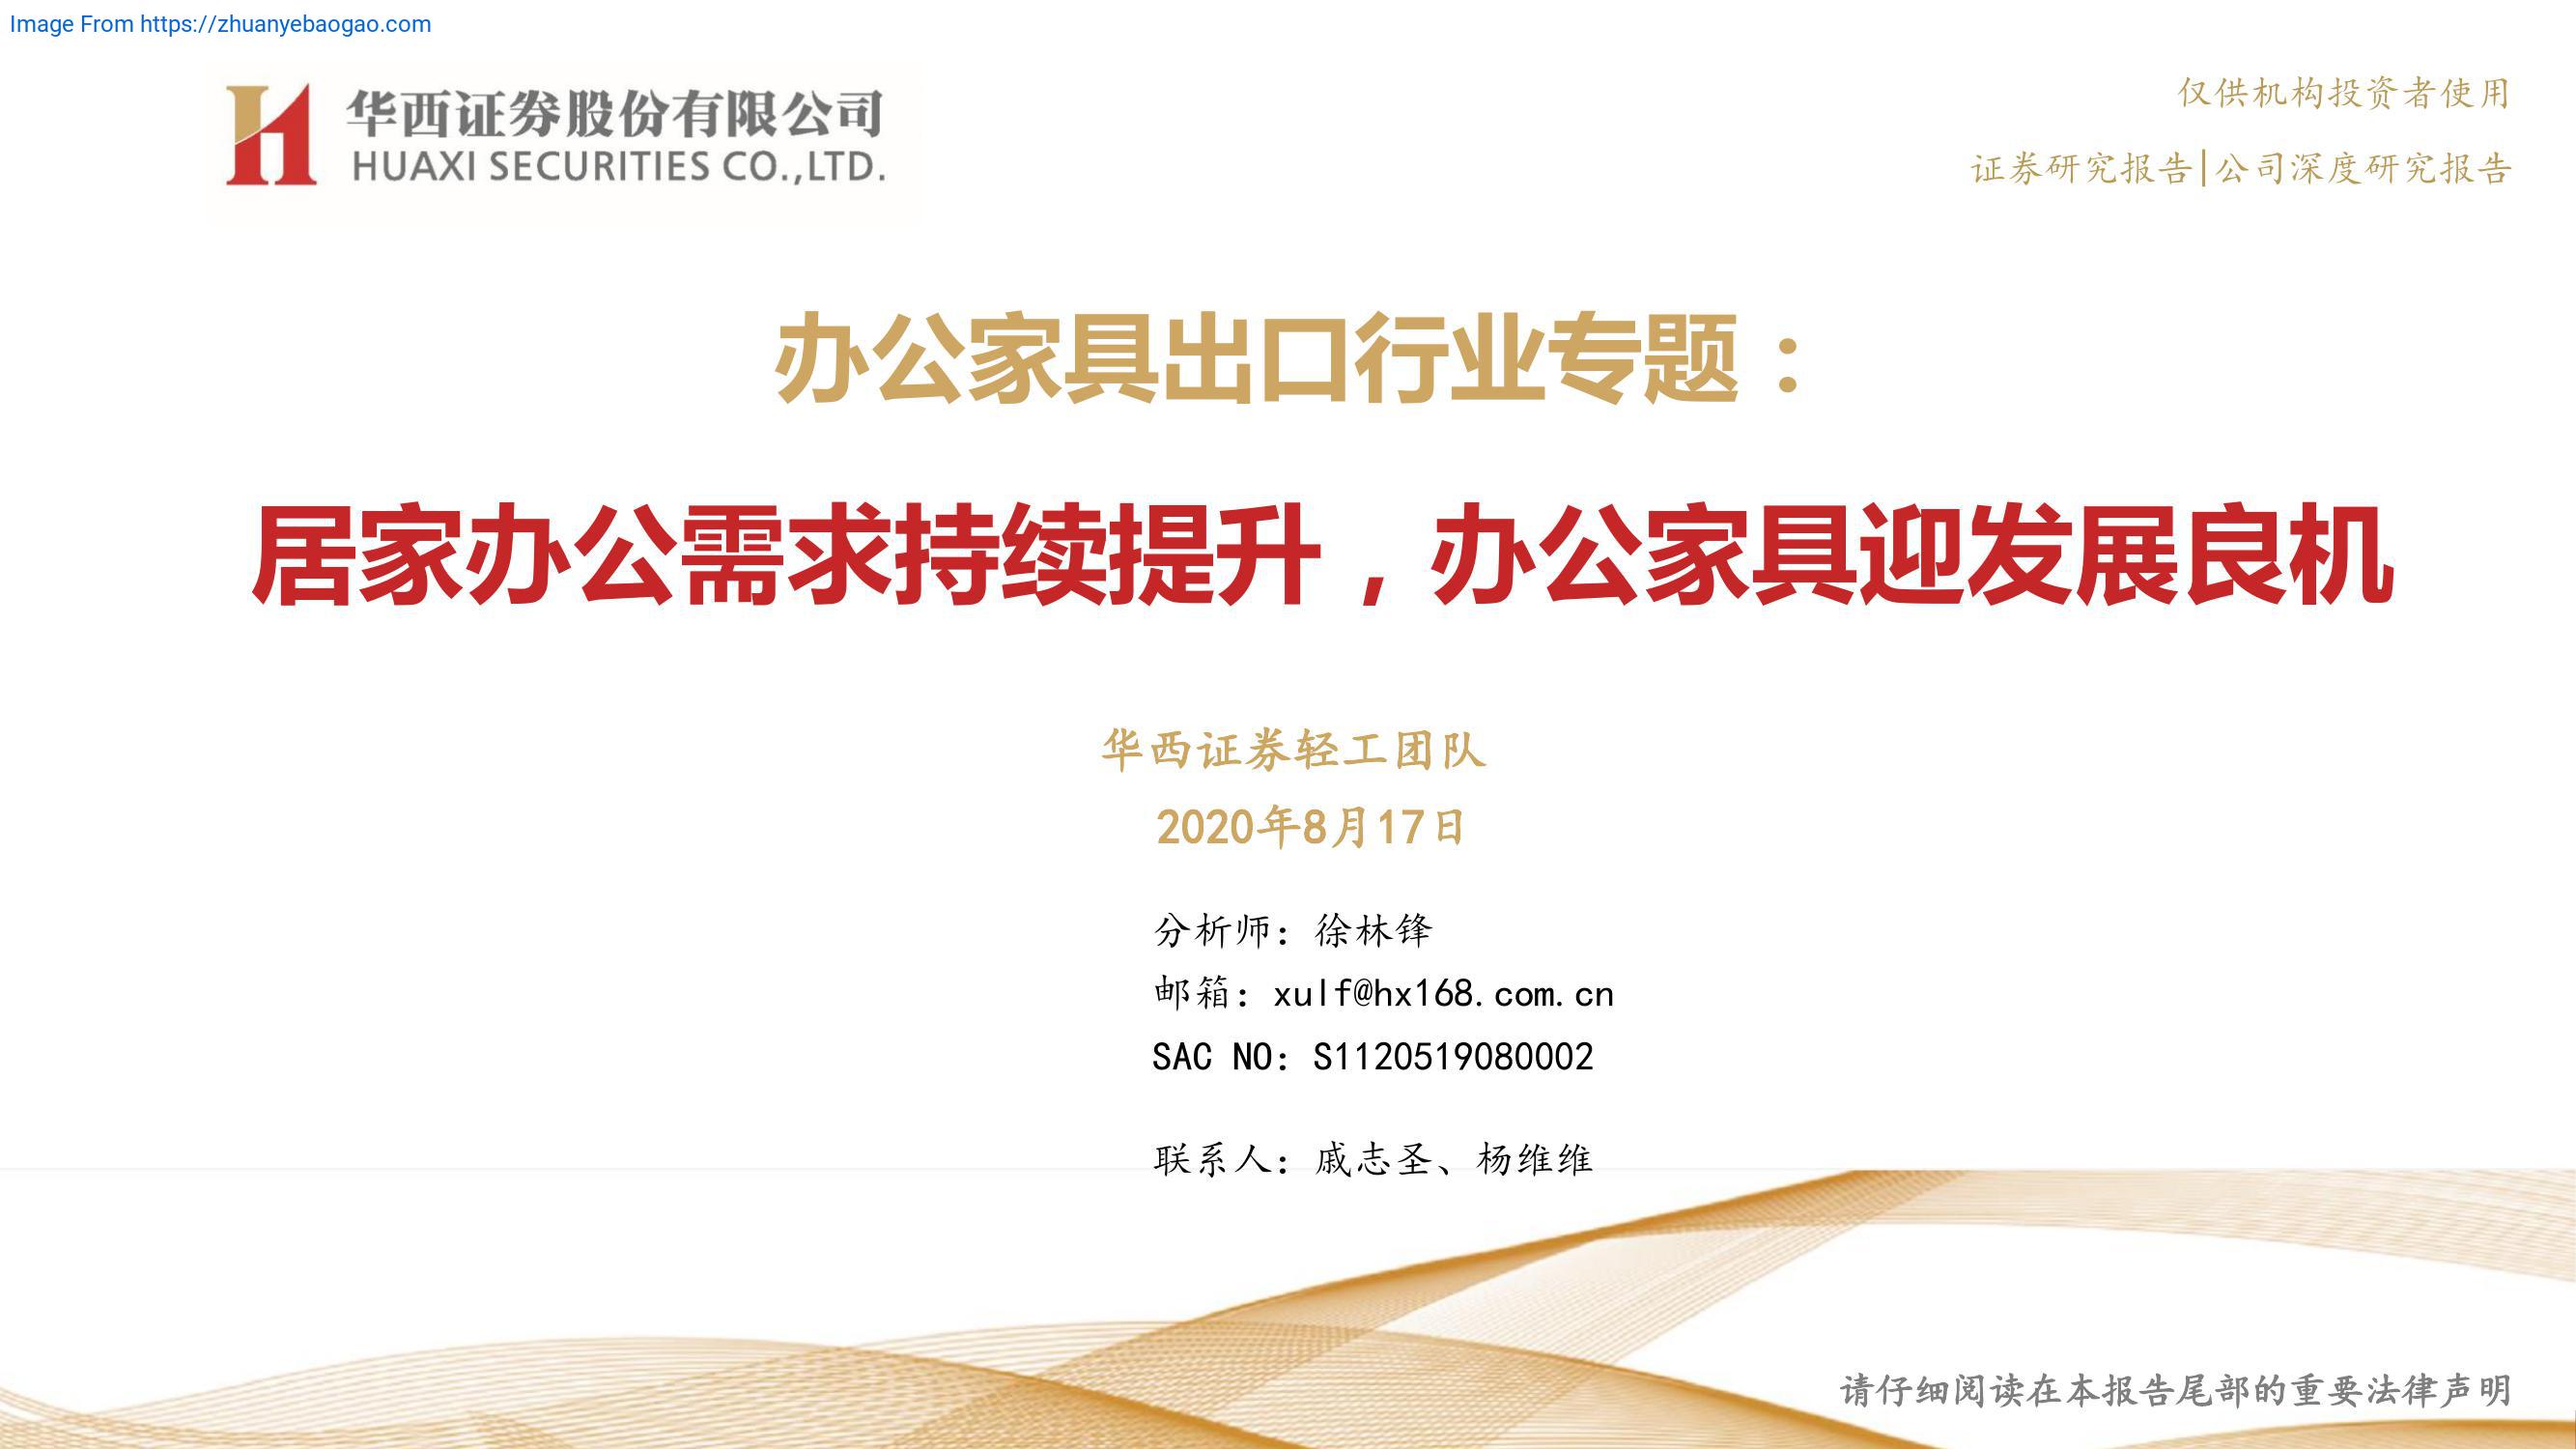 Image From https://zhuanyebaogao.com
华西证券股份有限公司
HUAXI SECURITIES CO.,LTD.
仅供机构投资者使用
证券研究报告|公司深度研究报告
办公家具出口行业专题：
居家办公需求持续提升，办公家具迎发展良机
华西证券轻工团队
2020年8月17日
分析师：徐林锋
邮箱：xulf@hx168.com.cn
SAC NO：S1120519080002
联系人：戚志圣、杨维维
请仔细阅读在本报告尾部的重要法律声明